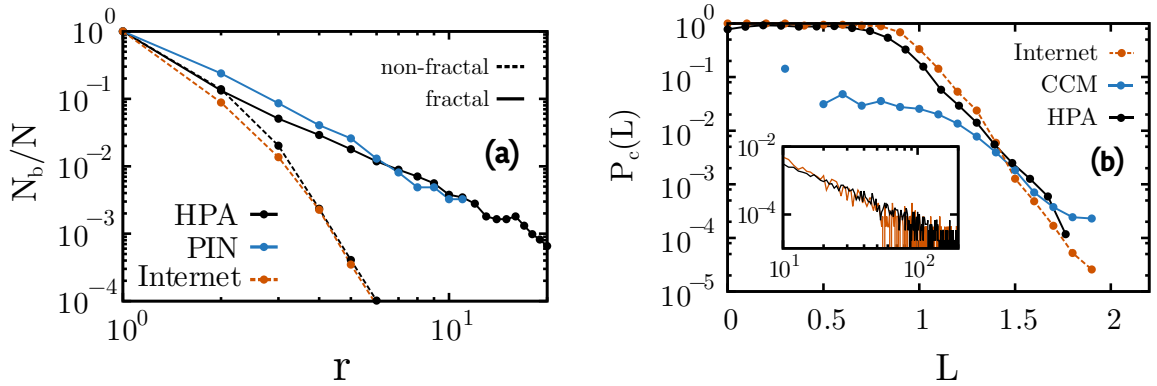 10^0
10^-1
10^-2
10^-3
10^-4
N_b/N
10^0
10^1
r
non-fractal
fractal
(a)
HPA
PIN
Internet
10^0
10^-1
10^-2
10^-3
10^-4
10^-5
P_c(L)
0
0.5
1
1.5
2
L
Internet
CCM
HPA
(b)
10^-2
10^-4
10^1
10^2